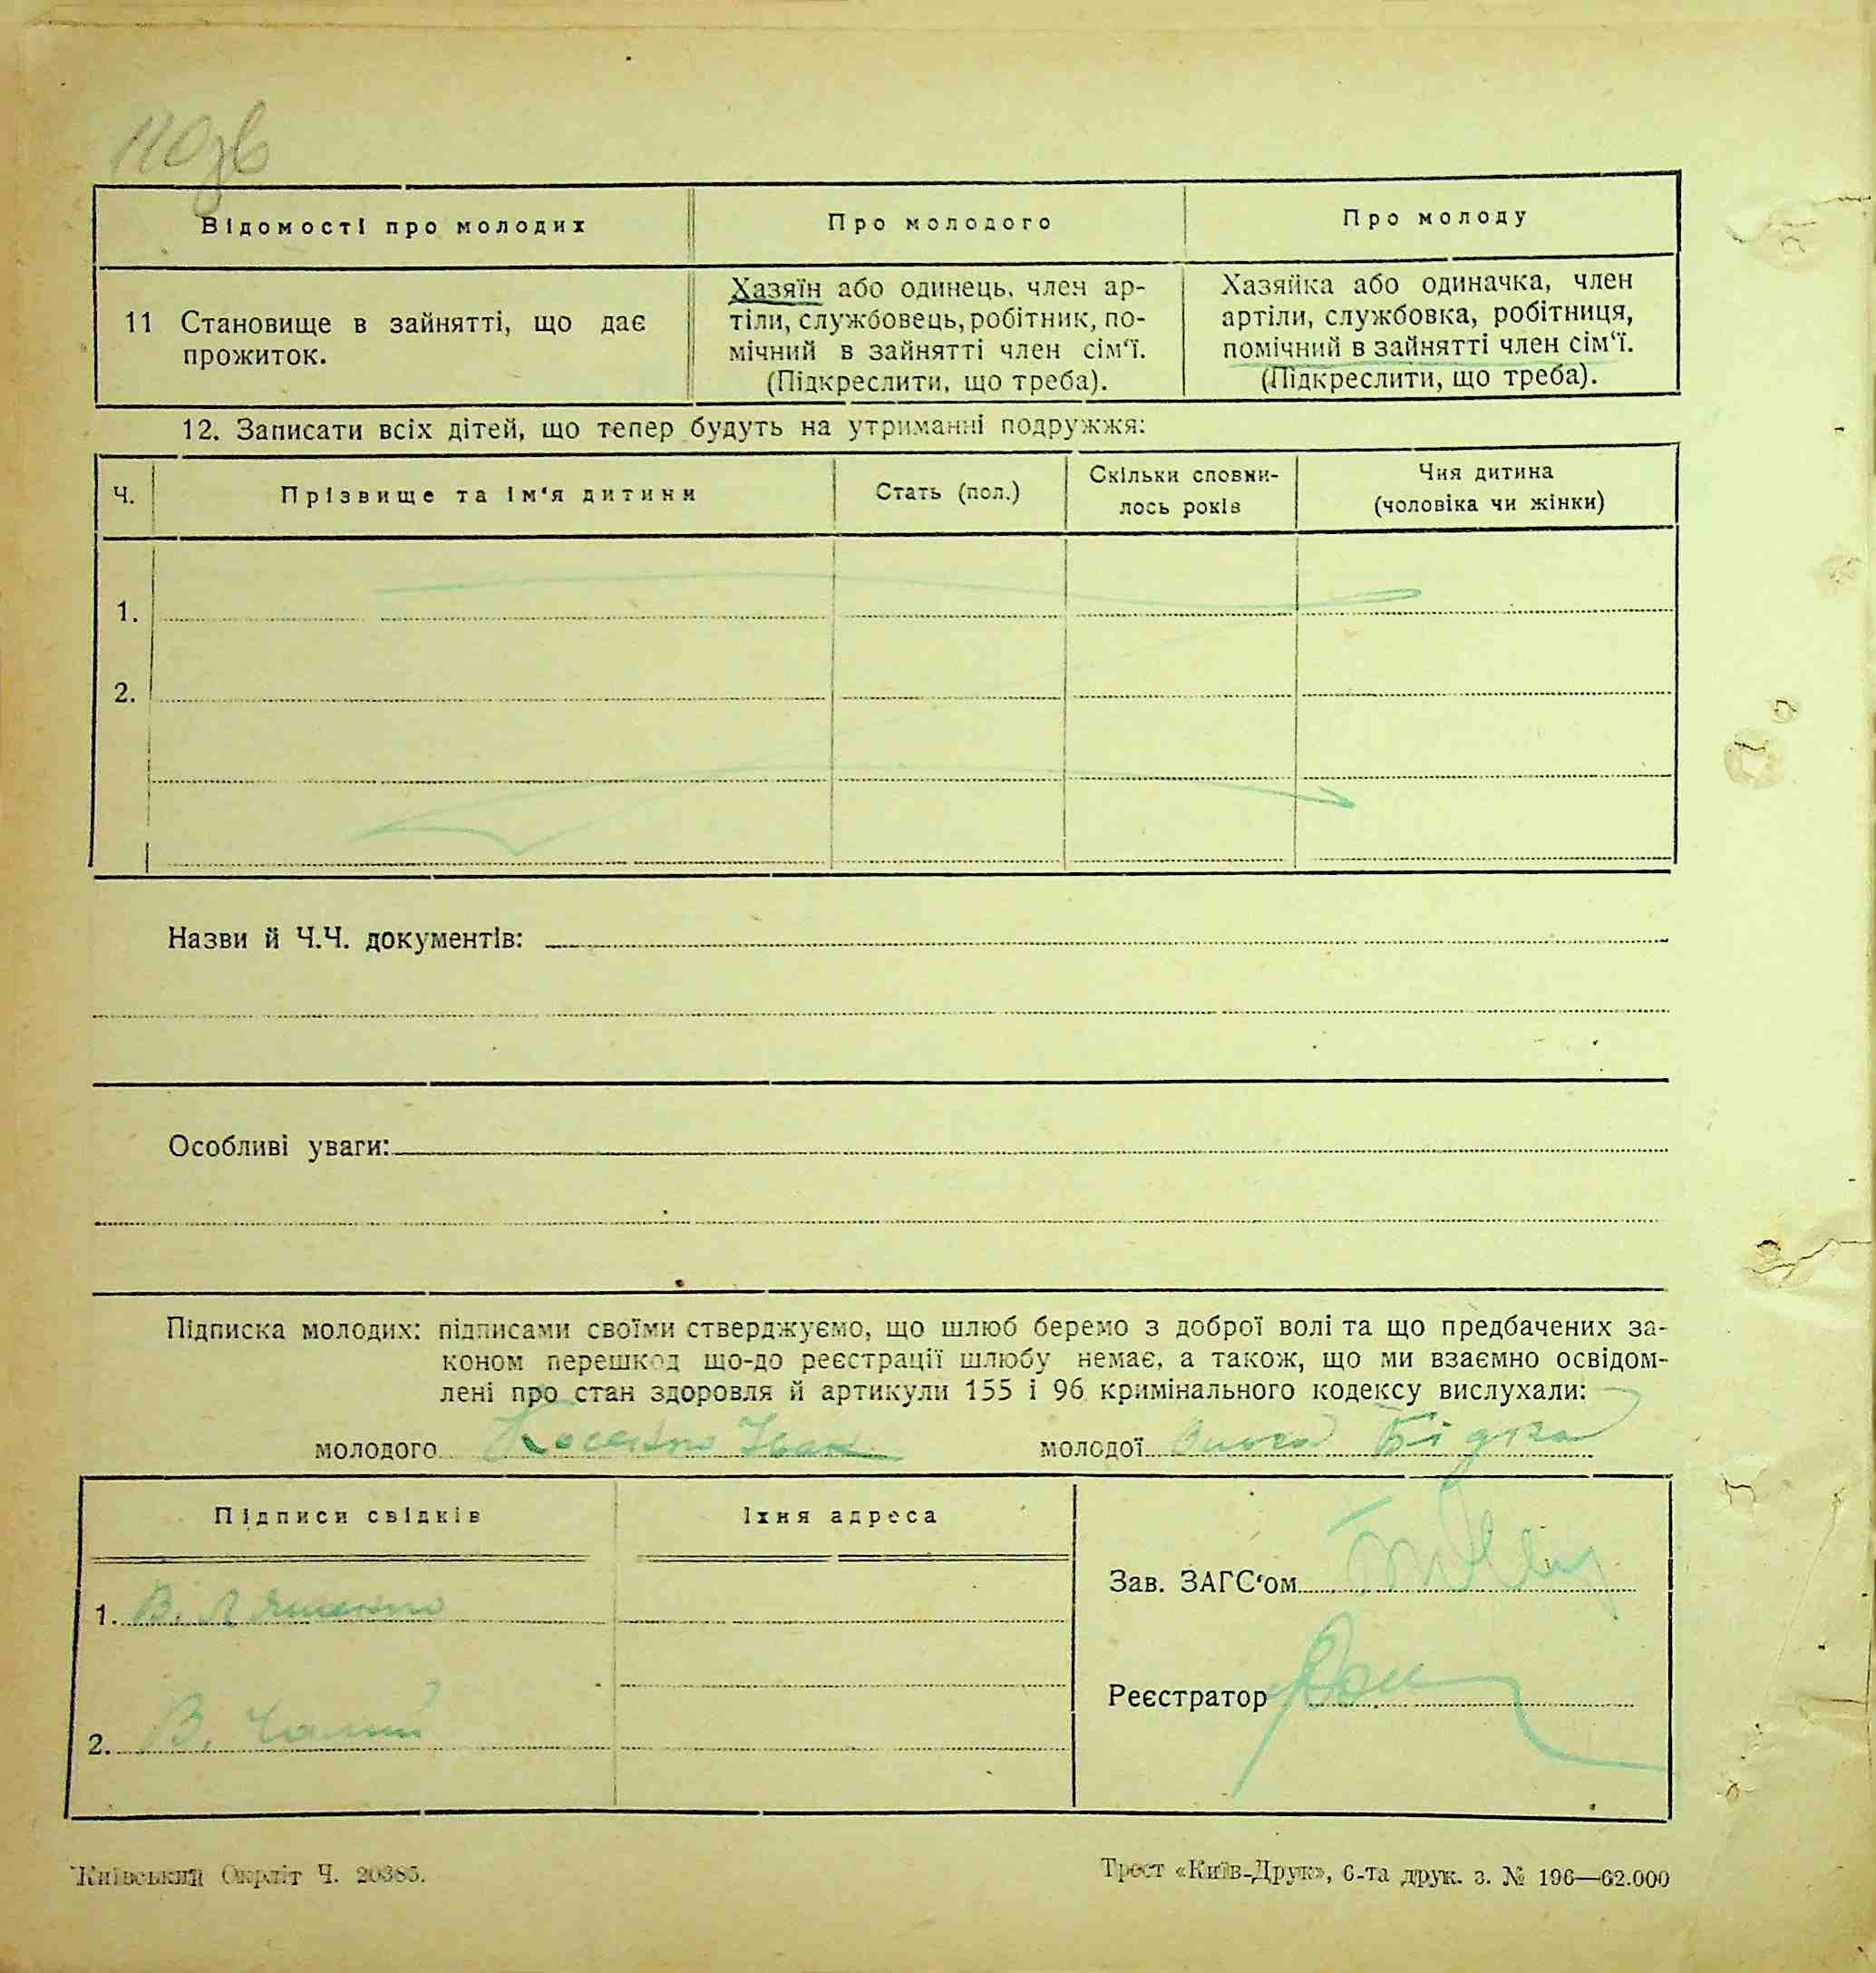 110зв
Відомості про молодих
Про молодого
Про молоду
11 Становище в зайнятті, що дає
прожиток.
Хазяїн або одинець, член ар-
тіли, службовець, робітник, по-
мічний в зайнятті член сім'ї.
(Підкреслити, що треба).
Хазяйка або одиначка, член
артіли, службовка, робітниця,
помічний в зайнятті член сім'ї.
(Підкреслити, що треба).
12. Записати всіх дітей, що тепер будуть на утриманні подружжя:
Ч.
Прізвище та ім'я дитини
Стать (пол.)
Скільки сповни-
лось років
Чия дитина
(чоловіка чи жінки)
1.
2.
Назви й Ч.Ч. документів:
Особливі уваги:
Підписка молодих: підписами своїми стверджуємо, що шлюб беремо з доброї волі та що предбачених за-
коном перешкод що-до реєстрації шлюбу немає, а також, що ми взаємно освідом-
лені про стан здоровля й артикули 155 і 96 кримінального кодексу вислухали:
молодого Косенко Іван молодої
Підписи свідків
Їхня адреса
Зав. ЗАГС'ом
1. В. Ляшенко
Реєстратор
2. В. Чалий
Київський Окрліт Ч. 20385.
Трест «Київ-Друк», 6-та друк. з. № 196—62.000